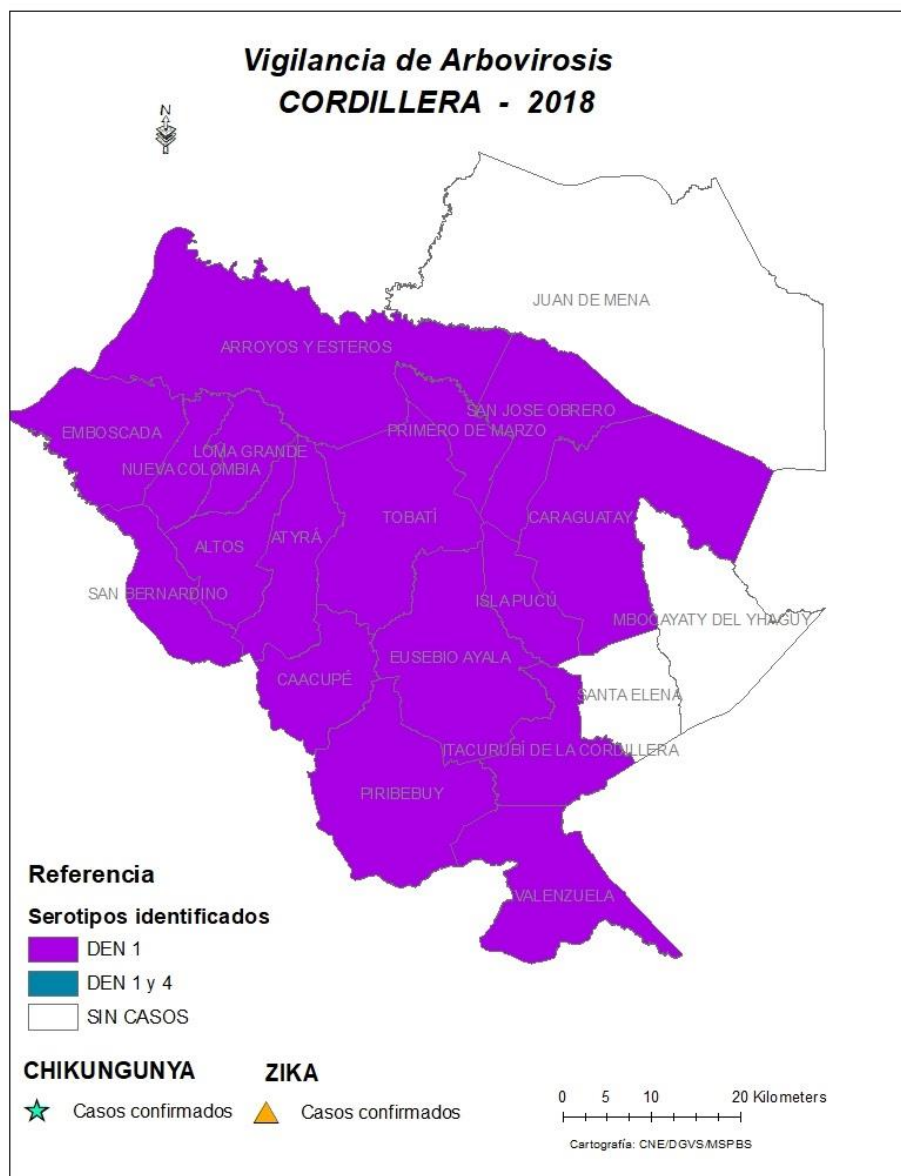 Vigilancia de Arbovirosis
CORDILLERA - 2018
N
JUAN DE MENA
ARROYOS Y ESTEROS
SAN JOSE OBRERO
PRIMERO DE MARZO
EMBOSCADA
LOMA GRANDE
NUEVA COLOMBIA
TOBATÍ
CARAGUATAY
ATYRÁ
ALTOS
SAN BERNARDINO
ISLA PUCÚ
MBOCAYATY DEL YHAGUY
EUSEBIO AYALA
CAACUPÉ
SANTA ELENA
ITACURUBÍ DE LA CORDILLERA
PIRIBEBUY
VALENZUELA
Referencia
Serotipos identificados
DEN 1
DEN 1 y 4
SIN CASOS
CHIKUNGUNYA
Casos confirmados
ZIKA
Casos confirmados
0 5 10 20 Kilometers
Cartografía: CNE/DGVS/MSPBS